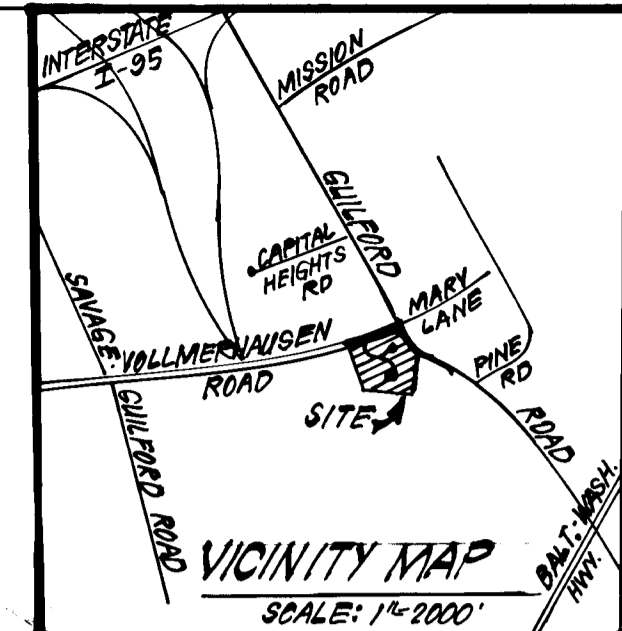 INTERSTATE
I-95
MISSION
ROAD
GUILFORD
CAPITAL
HEIGHTS
RD
MARY
LANE
SAVAGE-
VOLLMERHAUSEN
ROAD
PINE
RD
SITE
GUILFORD ROAD
ROAD
BALT.-WASH.
HWY.
VICINITY MAP
SCALE: 1"=2000'